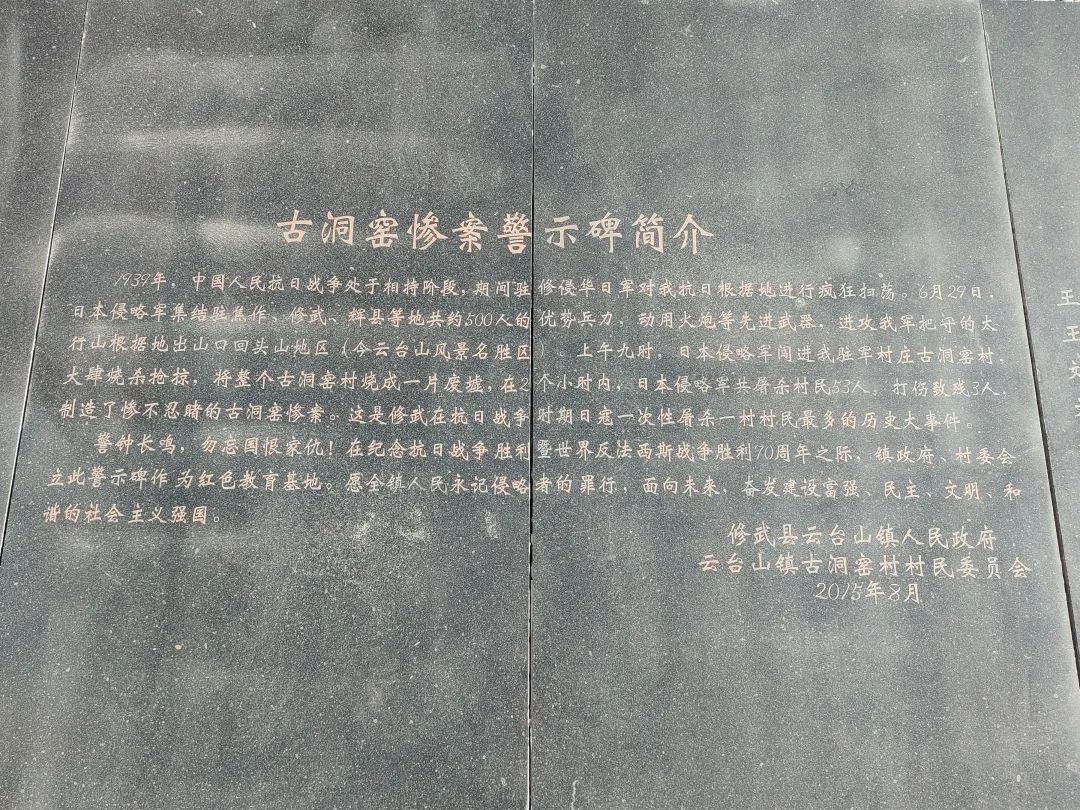 古洞窑惨案警示碑简介
1939年，中国人民抗日战争处于相持阶段，期间驻修侵华日军对我抗日根据地进行疯狂扫荡。6月29日，
日本侵略军集结驻焦作、修武、辉县等地共约500人的优势兵力，动用火炮等先进武器，进攻我军把守的太
行山根据地出山口回头山地区（今云台山风景名胜区 、上午九时，日本侵略军闯进我驻军村庄古洞窑村，
大肆烧杀抢掠，将整个古洞窑村烧成一片废墟，在2个小时内，日本侵略军共屠杀村民53人，打伤致残3人，
制造了惨不忍睹的古洞窑惨案。这是修武在抗日战争时期日寇一次性屠杀一村村民最多的历史大事件。
警钟长鸣，勿忘国恨家仇！在纪念抗日战争胜利暨世界反法西斯战争胜利70周年之际，镇政府、村委会
立此警示碑作为红色教育基地。愿全镇人民永记侵略者的罪行，面向未来，奋发建设富强、民主、文明、和
谐的社会主义强国。
修武县云台山镇人民政府
云台山镇古洞窑村村民委员会
2015年8月
王